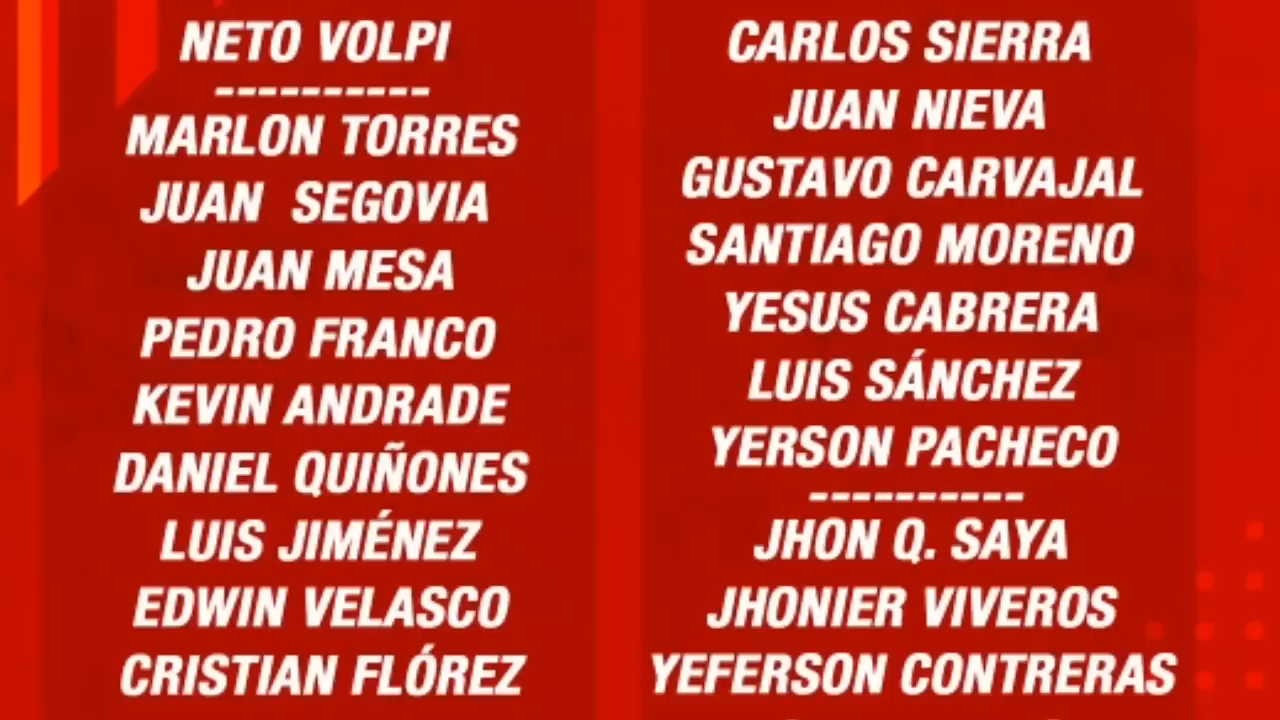 NETO VOLPI
----------
MARLON TORRES
JUAN SEGOVIA
JUAN MESA
PEDRO FRANCO
KEVIN ANDRADE
DANIEL QUIÑONES
LUIS JIMÉNEZ
EDWIN VELASCO
CRISTIAN FLÓREZ
CARLOS SIERRA
JUAN NIEVA
GUSTAVO CARVAJAL
SANTIAGO MORENO
YESUS CABRERA
LUIS SÁNCHEZ
YERSON PACHECO
----------
JHON Q. SAYA
JHONIER VIVEROS
YEFERSON CONTRERAS